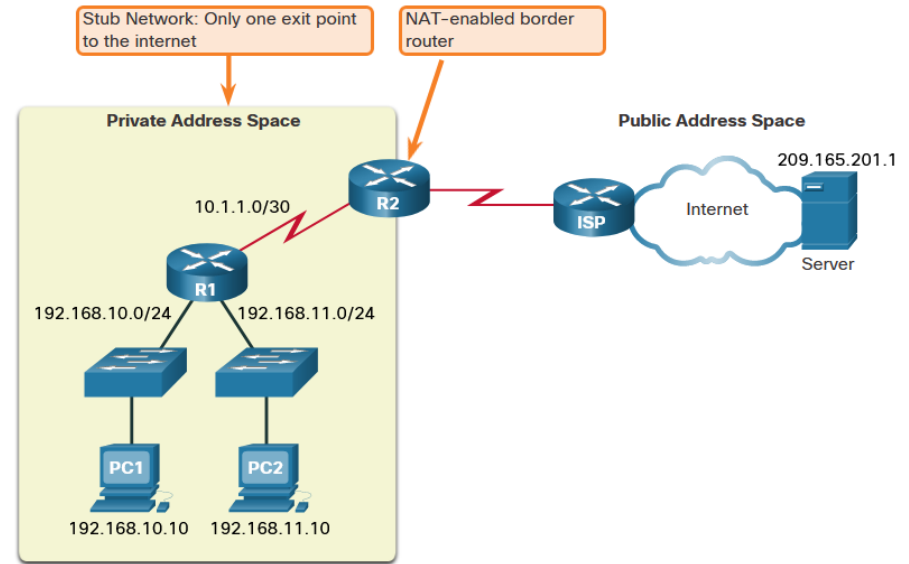 Stub Network: Only one exit point
to the internet
NAT-enabled border
router
Private Address Space
Public Address Space
209.165.201.1
R2
10.1.1.0/30
ISP
Internet
Server
R1
192.168.10.0/24
192.168.11.0/24
PC1
PC2
192.168.10.10
192.168.11.10